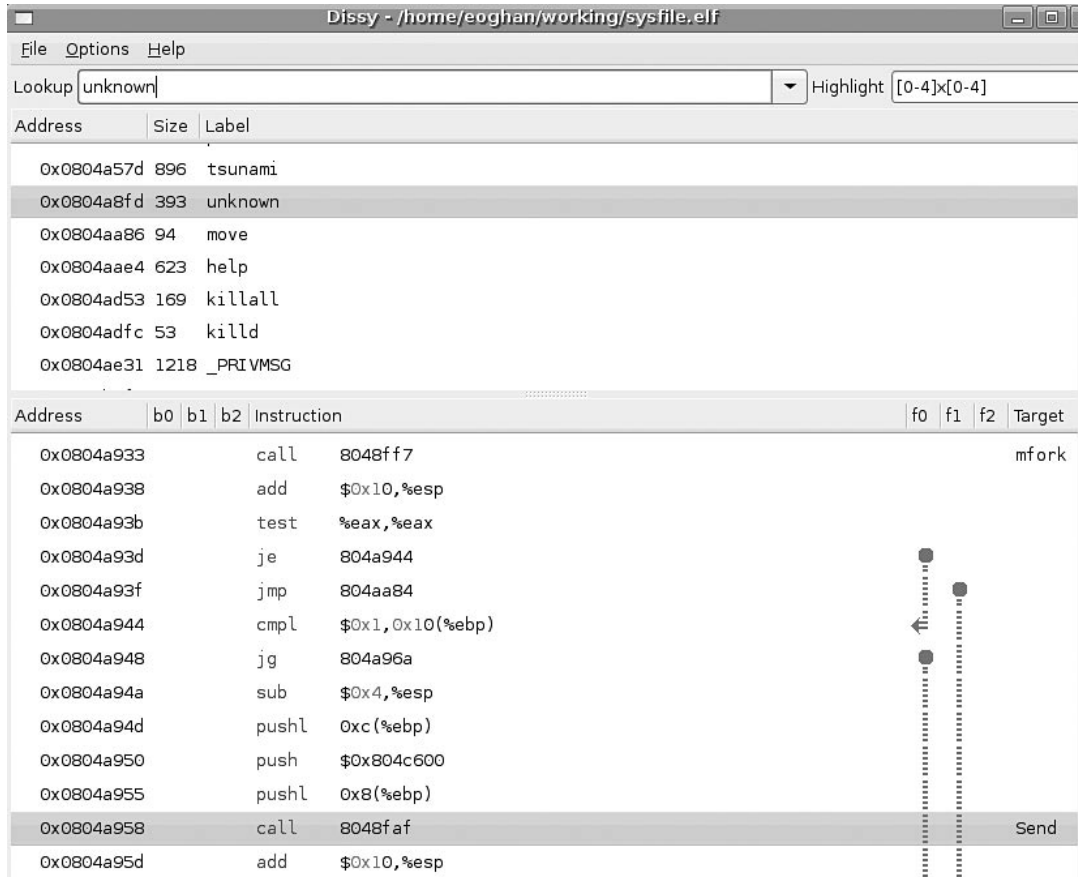 Dissy - /home/eoghan/working/sysfile.elf
File Options Help
Lookup unknown Highlight [0-4]x[0-4]
Address Size Label
0x0804a57d 896 tsunami
0x0804a8fd 393 unknown
0x0804aa86 94 move
0x0804aae4 623 help
0x0804ad53 169 killall
0x0804adfc 53 killd
0x0804ae31 1218 _PRIVMSG
Address b0 b1 b2 Instruction f0 f1 f2 Target
0x0804a933 call 8048ff7 mfork
0x0804a938 add $0x10,%esp
0x0804a93b test %eax,%eax
0x0804a93d je 804a944
0x0804a93f jmp 804aa84
0x0804a944 cmpl $0x1,0x10(%ebp)
0x0804a948 jg 804a96a
0x0804a94a sub $0x4,%esp
0x0804a94d pushl 0xc(%ebp)
0x0804a950 push $0x804c600
0x0804a955 pushl 0x8(%ebp)
0x0804a958 call 8048faf Send
0x0804a95d add $0x10,%esp